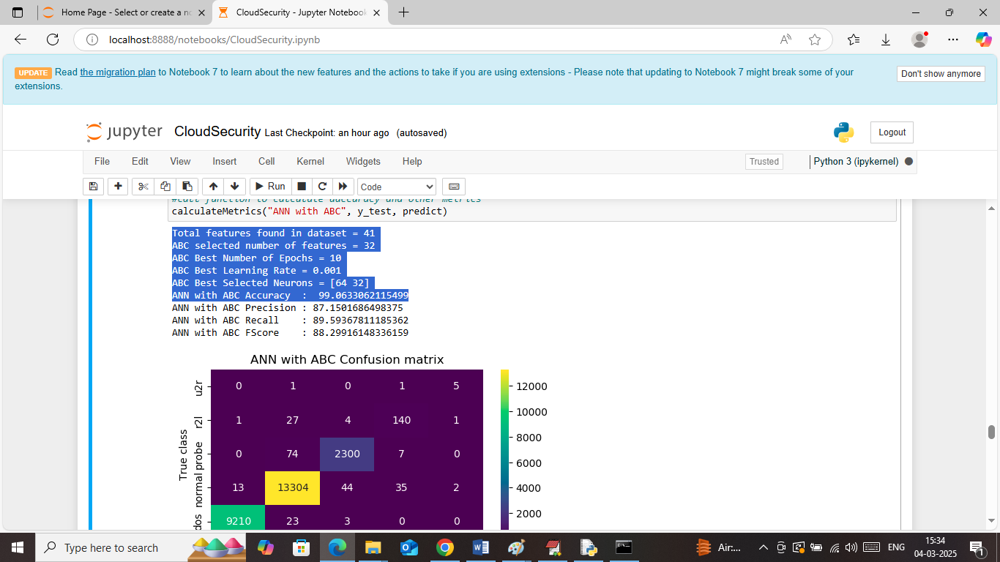 Home Page - Select or create a no
CloudSecurity - Jupyter Notebook
localhost:8888/notebooks/CloudSecurity.ipynb
UPDATE Read the migration plan to Notebook 7 to learn about the new features and the actions to take if you are using extensions - Please note that updating to Notebook 7 might break some of your
extensions.
Don't show anymore
jupyter CloudSecurity Last Checkpoint: an hour ago (autosaved)
Logout
File Edit View Insert Cell Kernel Widgets Help
Trusted
Python 3 (ipykernel)
Run
Code
#call function to calculate accuracy and other metrics
calculateMetrics("ANN with ABC", y_test, predict)
Total features found in dataset = 41
ABC selected number of features = 32
ABC Best Number of Epochs = 10
ABC Best Learning Rate = 0.001
ABC Best Selected Neurons = [64 32]
ANN with ABC Accuracy  :  99.0633062115499
ANN with ABC Precision : 87.1501686498375
ANN with ABC Recall    : 89.59367811185362
ANN with ABC FScore    : 88.29916148336159
ANN with ABC Confusion matrix
True class
u2r 0 1 0 1 5
r2l 1 27 4 140 1
probe 0 74 2300 7 0
normal 13 13304 44 35 2
dos 9210 23 3 0 0
12000
10000
8000
6000
4000
2000
Type here to search
Air:...
ENG
15:34
04-03-2025
1